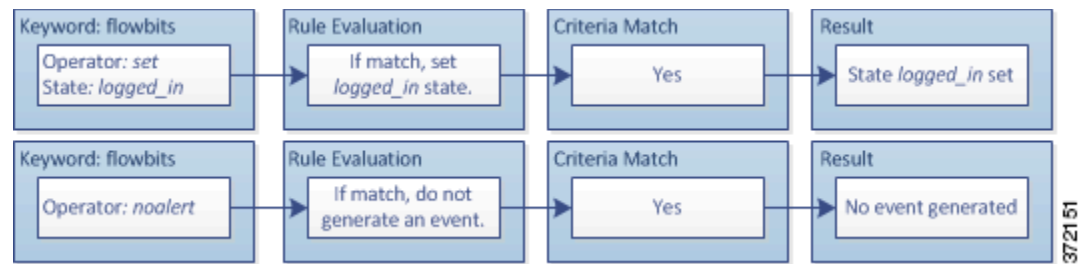 Keyword: flowbits
Operator: set
State: logged_in
Rule Evaluation
If match, set
logged_in state.
Criteria Match
Yes
Result
State logged_in set
Keyword: flowbits
Operator: noalert
Rule Evaluation
If match, do not
generate an event.
Criteria Match
Yes
Result
No event generated
372151